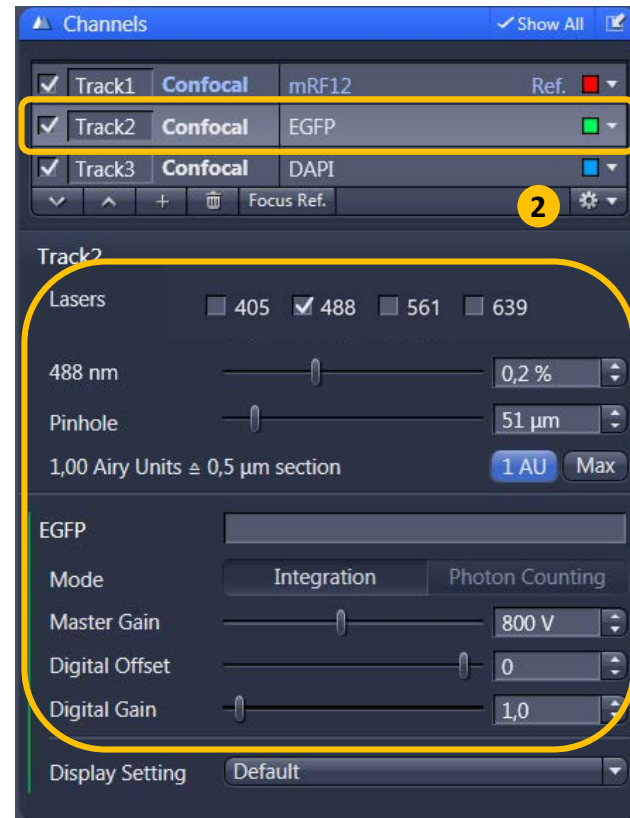 Channels ✓ Show All
Track1 Confocal mRF12 Ref.
Track2 Confocal EGFP
Track3 Confocal DAPI
+ Focus Ref. 2
Track2
Lasers 405 488 561 639
488 nm 0,2 %
Pinhole 51 µm
1,00 Airy Units ≙ 0,5 µm section 1 AU Max
EGFP
Mode Integration Photon Counting
Master Gain 800 V
Digital Offset 0
Digital Gain 1,0
Display Setting Default